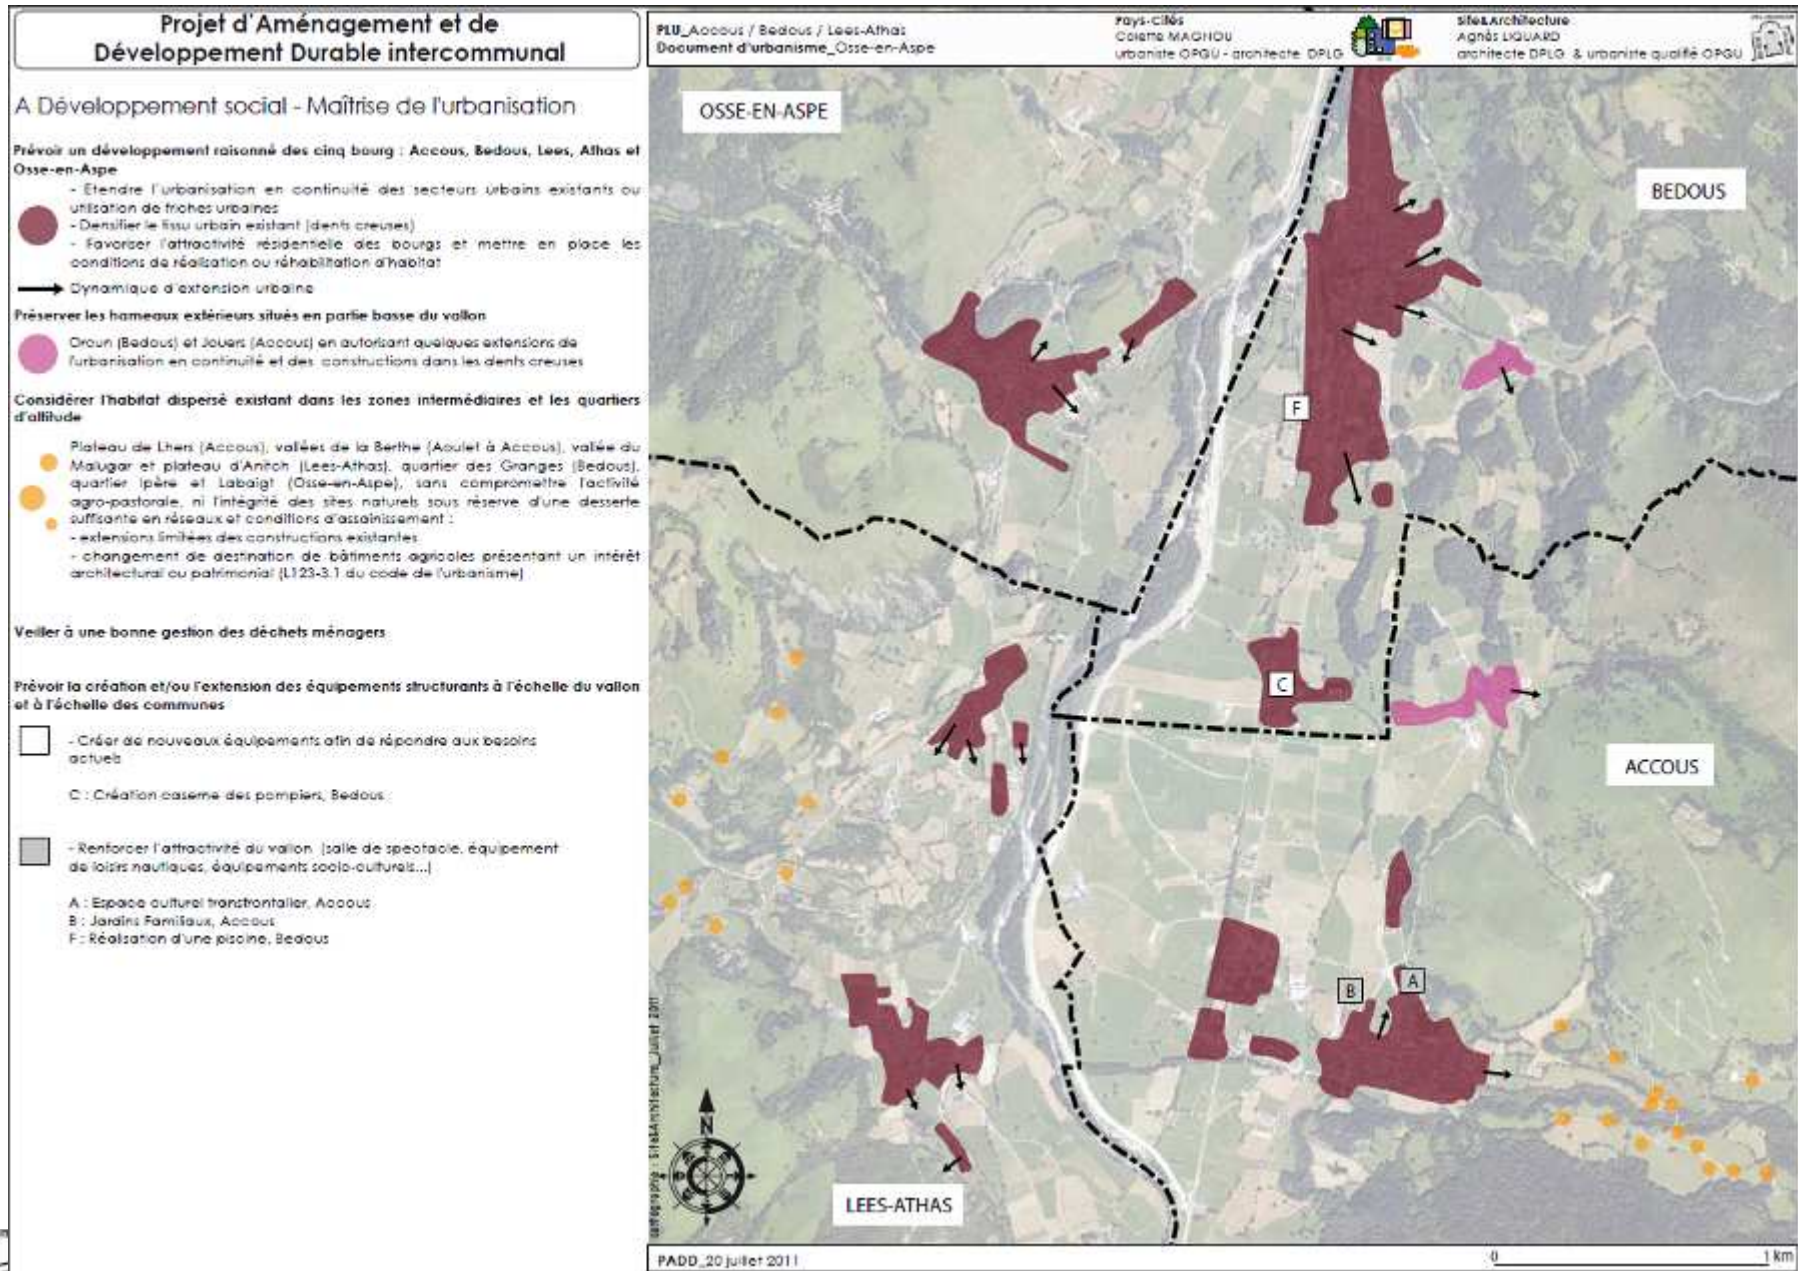 Projet d'Aménagement et de
Développement Durable intercommunal
PLU_Accous / Bedous / Lees-Athas
Document d'urbanisme_Osse-en-Aspe
Pays-Cités
Colette MAGNOU
urbaniste OPGU - architecte DPLG
Site&Architecture
Agnès LIQUARD
architecte DPLG & urbaniste qualifié OPGU
A Développement social - Maîtrise de l'urbanisation
Prévoir un développement raisonné des cinq bourg : Accous, Bedous, Lees, Athas et
Osse-en-Aspe
- Etendre l'urbanisation en continuité des secteurs urbains existants ou
utilisation de friches urbaines
- Densifier le tissu urbain existant (dents creuses)
- Favoriser l'attractivité résidentielle des bourgs et mettre en place les
conditions de réalisation ou réhabilitation d'habitat
Dynamique d'extension urbaine
Préserver les hameaux extérieurs situés en partie basse du vallon
Orcun (Bedous) et Jouers (Accous) en autorisant quelques extensions de
l'urbanisation en continuité et des constructions dans les dents creuses
Considérer l'habitat dispersé existant dans les zones intermédiaires et les quartiers
d'altitude
Plateau de Lhers (Accous), vallées de la Berthe (Aoulet à Accous), vallée du
Malugar et plateau d'Anitch (Lees-Athas), quartier des Granges (Bedous),
quartier Ipère et Labaigt (Osse-en-Aspe), sans compromettre l'activité
agro-pastorale, ni l'intégrité des sites naturels sous réserve d'une desserte
suffisante en réseaux et conditions d'assainissement :
- extensions limitées des constructions existantes
- changement de destination de bâtiments agricoles présentant un intérêt
architectural ou patrimonial (L123-3.1 du code de l'urbanisme)
Veiller à une bonne gestion des déchets ménagers
Prévoir la création et/ou l'extension des équipements structurants à l'échelle du vallon
et à l'échelle des communes
- Créer de nouveaux équipements afin de répondre aux besoins
actuels
C : Création caserne des pompiers, Bedous
- Renforcer l'attractivité du vallon (salle de spectacle, équipement
de loisirs nautiques, équipements socio-culturels...)
A : Espace culturel transfrontalier, Accous
B : Jardins Familiaux, Accous
F : Réalisation d'une piscine, Bedous
OSSE-EN-ASPE
BEDOUS
F
C
ACCOUS
B
A
LEES-ATHAS
N
cartographie : Site&Architecture_Juillet 2011
PADD_20 juillet 2011
0
1 km